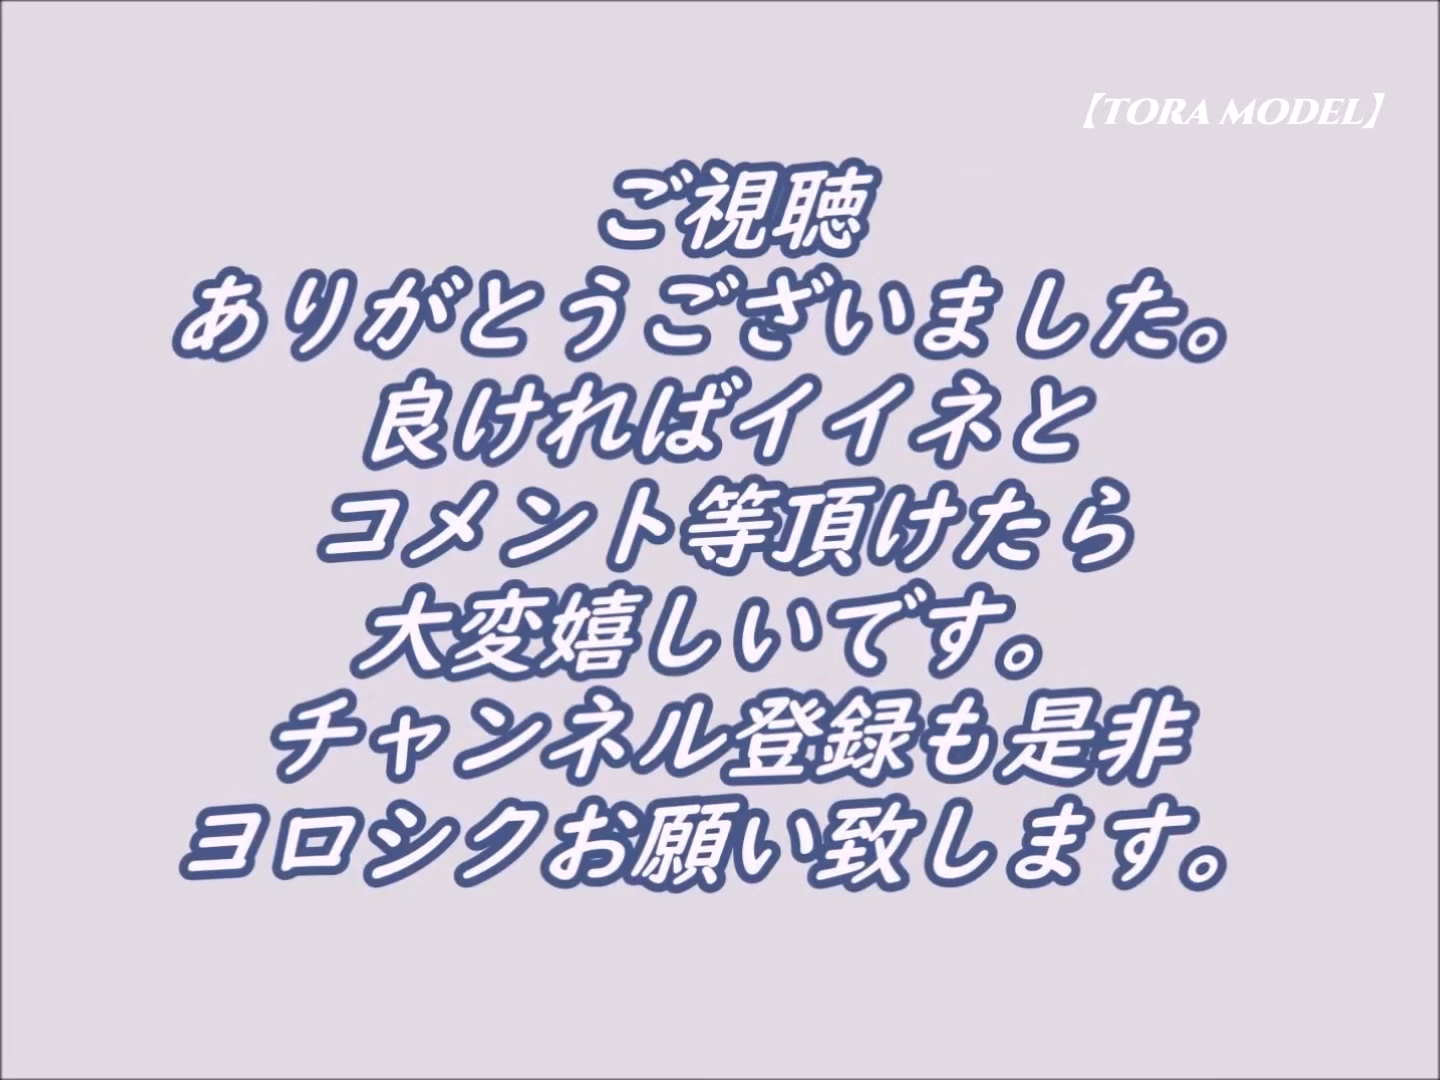 【TORA MODEL】
ご視聴
ありがとうございました。
良ければイイネと
コメント等頂けたら
大変嬉しいです。
チャンネル登録も是非
ヨロシクお願い致します。